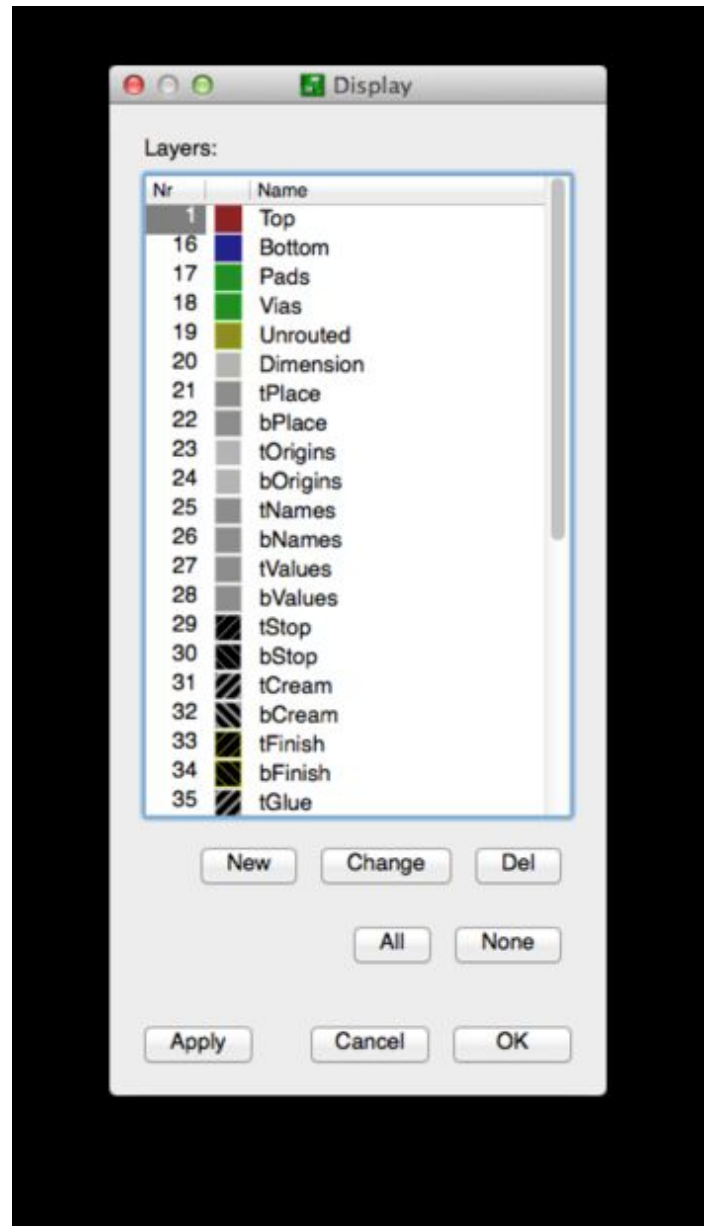 Display
Layers:
Nr Name
1 Top
16 Bottom
17 Pads
18 Vias
19 Unrouted
20 Dimension
21 tPlace
22 bPlace
23 tOrigins
24 bOrigins
25 tNames
26 bNames
27 tValues
28 bValues
29 tStop
30 bStop
31 tCream
32 bCream
33 tFinish
34 bFinish
35 tGlue
New Change Del
All None
Apply Cancel OK